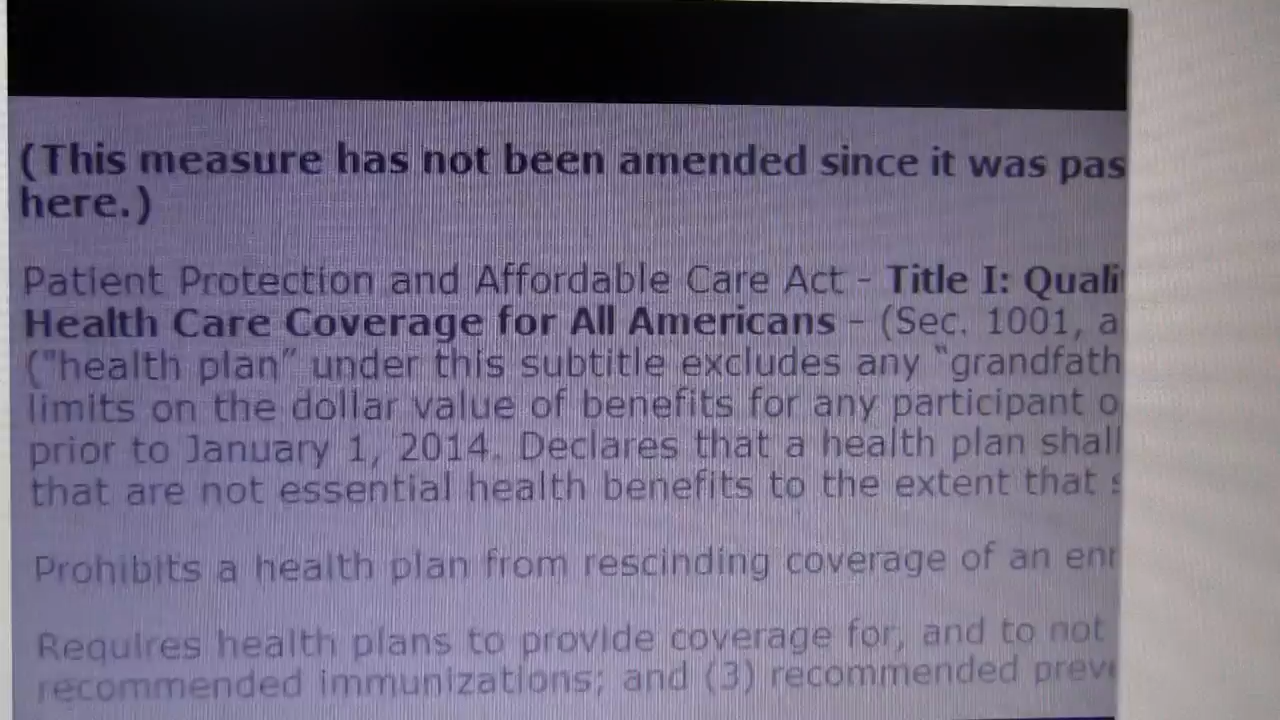 (This measure has not been amended since it was pas
here.)
Patient Protection and Affordable Care Act - Title I: Quali
Health Care Coverage for All Americans - (Sec. 1001, a
("health plan" under this subtitle excludes any "grandfath
limits on the dollar value of benefits for any participant o
prior to January 1, 2014. Declares that a health plan shall
that are not essential health benefits to the extent that s
Prohibits a health plan from rescinding coverage of an enr
Requires health plans to provide coverage for, and to not
recommended immunizations; and (3) recommended preve